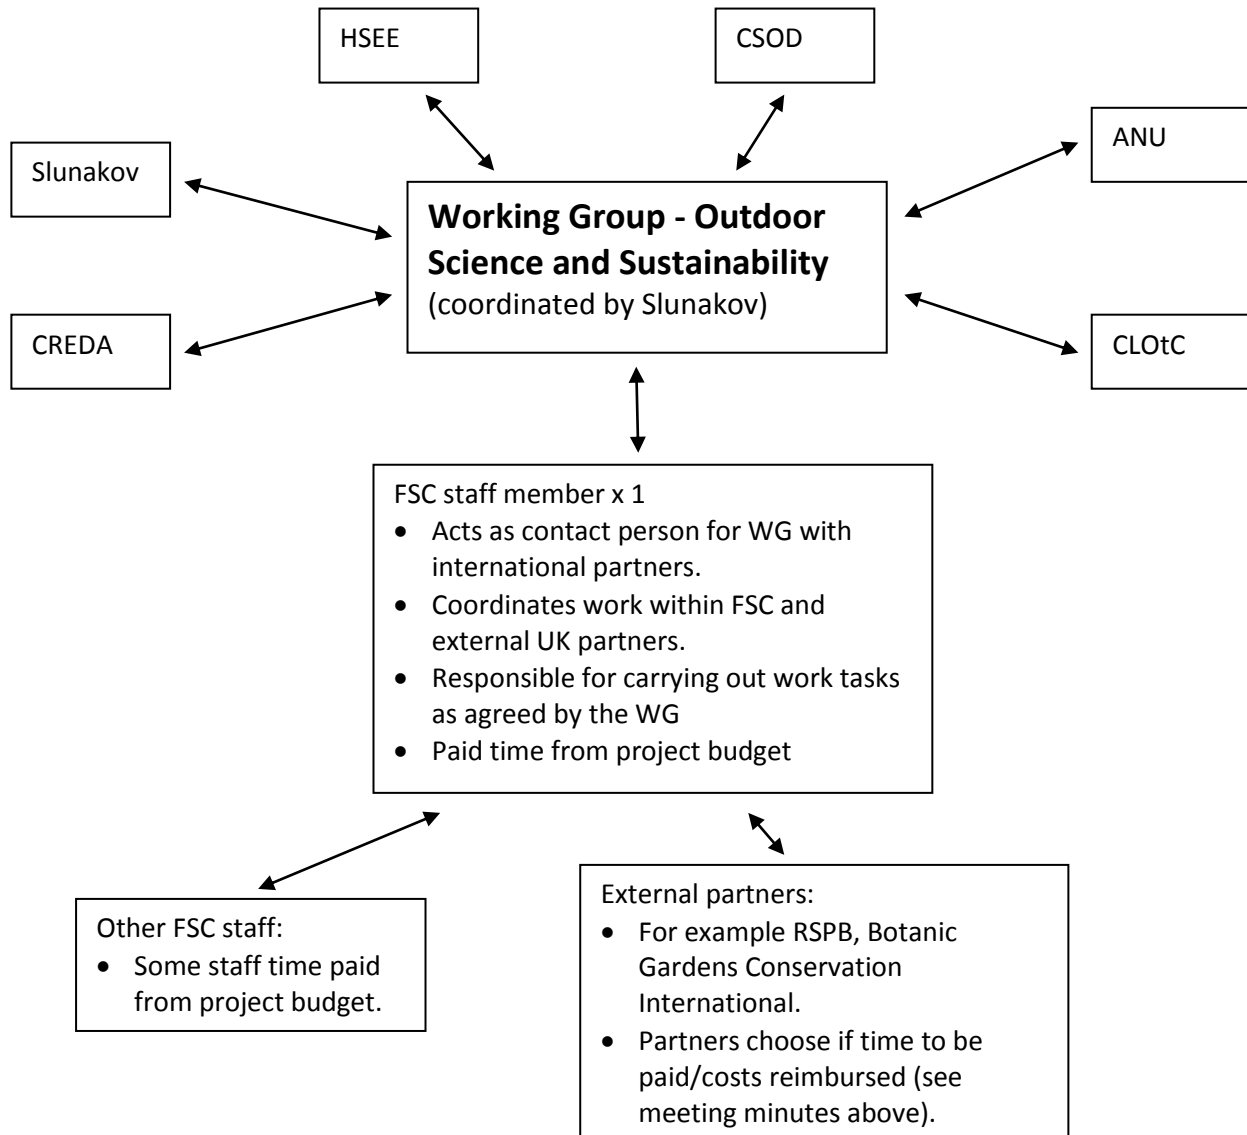 HSEE
CSOD
Slunakov
ANU
Working Group - Outdoor
Science and Sustainability
(coordinated by Slunakov)
CREDA
CLOtC
FSC staff member x 1
• Acts as contact person for WG with
international partners.
• Coordinates work within FSC and
external UK partners.
• Responsible for carrying out work tasks
as agreed by the WG
• Paid time from project budget
Other FSC staff:
• Some staff time paid
from project budget.
External partners:
• For example RSPB, Botanic
Gardens Conservation
International.
• Partners choose if time to be
paid/costs reimbursed (see
meeting minutes above).